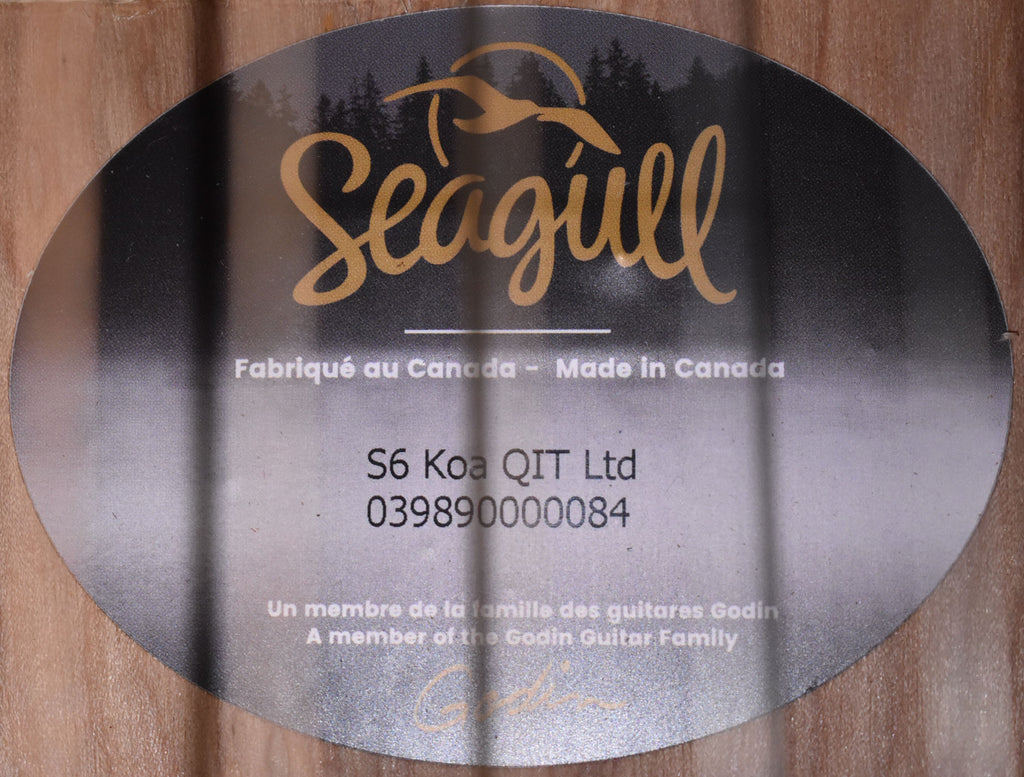 Seagull
Fabriqué au Canada - Made in Canada
S6 Koa QIT Ltd
039890000084
Un membre de la famille des guitares Godin
A member of the Godin Guitar Family
Godin